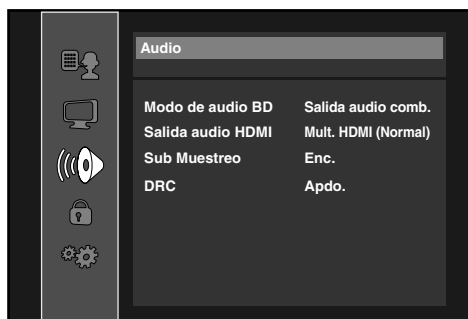 Audio
Modo de audio BD Salida audio comb.
Salida audio HDMI Mult. HDMI (Normal)
Sub Muestreo Enc.
DRC Apdo.